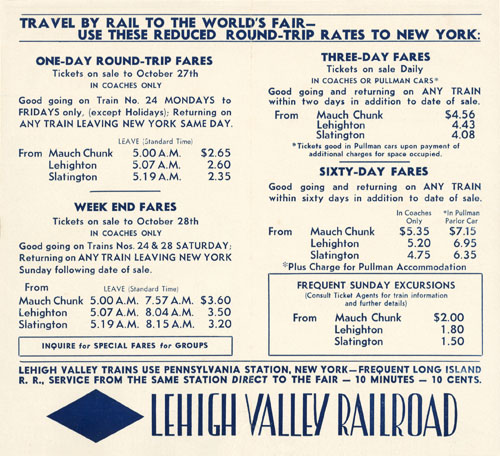 TRAVEL BY RAIL TO THE WORLD'S FAIR—
USE THESE REDUCED ROUND-TRIP RATES TO NEW YORK:
ONE-DAY ROUND-TRIP FARES
Tickets on sale to October 27th
IN COACHES ONLY
Good going on Train No. 24 MONDAYS to
FRIDAYS only, (except Holidays); Returning on
ANY TRAIN LEAVING NEW YORK SAME DAY.
LEAVE (Standard Time)
From Mauch Chunk 5.00 A.M. $2.65
Lehighton 5.07 A.M. 2.60
Slatington 5.19 A.M. 2.35
WEEK END FARES
Tickets on sale to October 28th
IN COACHES ONLY
Good going on Trains Nos. 24 & 28 SATURDAY;
Returning on ANY TRAIN LEAVING NEW YORK
Sunday following date of sale.
From LEAVE (Standard Time)
Mauch Chunk 5.00 A.M. 7.57 A.M. $3.60
Lehighton 5.07 A.M. 8.04 A.M. 3.50
Slatington 5.19 A.M. 8.15 A.M. 3.20
INQUIRE for SPECIAL FARES for GROUPS
THREE-DAY FARES
Tickets on sale Daily
IN COACHES OR PULLMAN CARS*
Good going and returning on ANY TRAIN
within two days in addition to date of sale.
From Mauch Chunk $4.56
Lehighton 4.43
Slatington 4.08
*Tickets good in Pullman cars upon payment of
additional charges for space occupied.
SIXTY-DAY FARES
Good going and returning on ANY TRAIN
within sixty days in addition to date of sale.
In Coaches Only *In Pullman Parlor Car
From Mauch Chunk $5.35 $7.15
Lehighton 5.20 6.95
Slatington 4.75 6.35
*Plus Charge for Pullman Accommodation
FREQUENT SUNDAY EXCURSIONS
(Consult Ticket Agents for train information
and further details)
From Mauch Chunk $2.00
Lehighton 1.80
Slatington 1.50
LEHIGH VALLEY TRAINS USE PENNSYLVANIA STATION, NEW YORK—FREQUENT LONG ISLAND
R. R., SERVICE FROM THE SAME STATION DIRECT TO THE FAIR — 10 MINUTES — 10 CENTS.
LEHIGH VALLEY RAILROAD